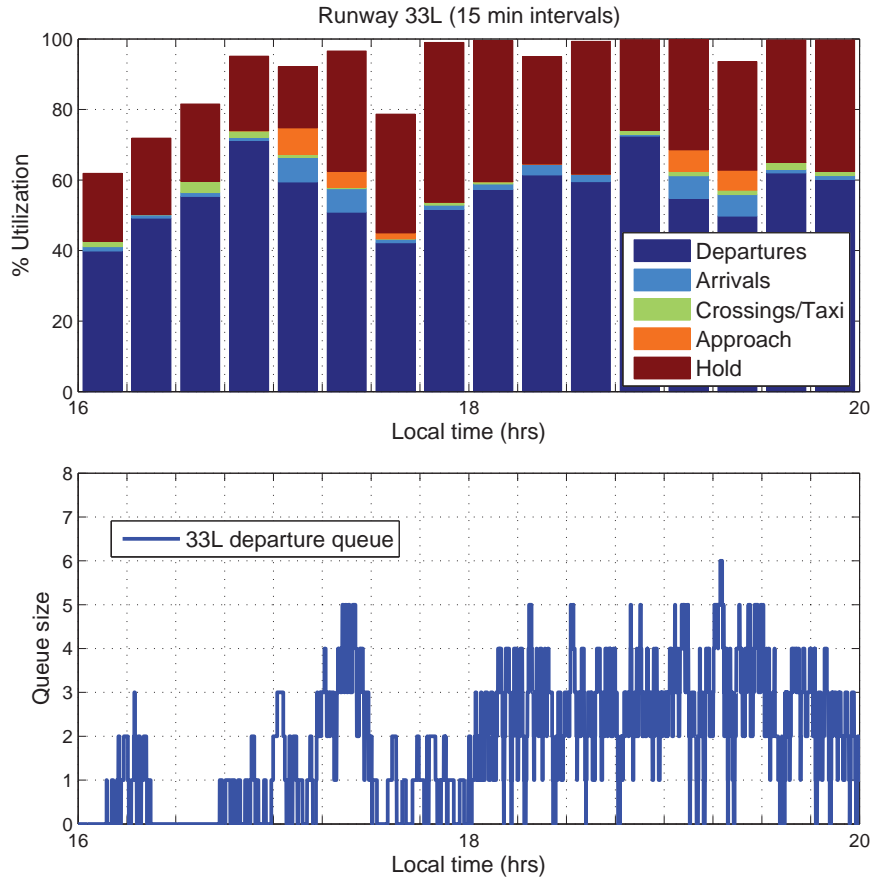 Runway 33L (15 min intervals)
% Utilization
100
80
60
40
20
0
Departures
Arrivals
Crossings/Taxi
Approach
Hold
16
18
20
Local time (hrs)
Queue size
8
7
6
5
4
3
2
1
0
33L departure queue
16
18
20
Local time (hrs)